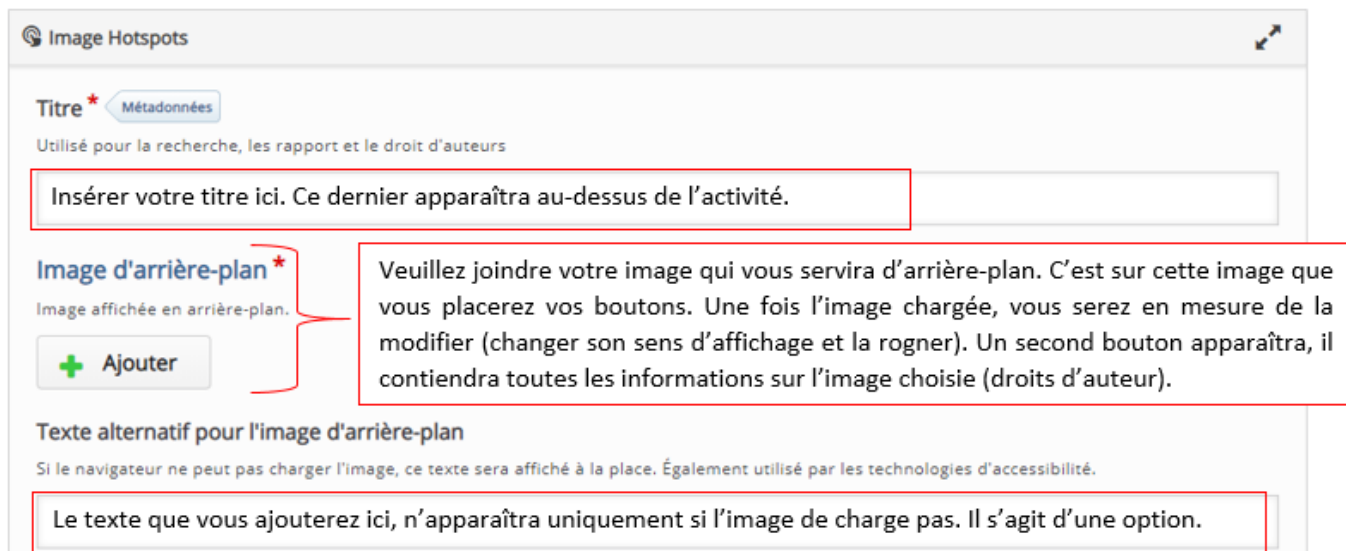 Image Hotspots
Titre * Métadonnées
Utilisé pour la recherche, les rapport et le droit d'auteurs
Insérer votre titre ici. Ce dernier apparaîtra au-dessus de l’activité.
Image d'arrière-plan *
Image affichée en arrière-plan.
Ajouter
Veuillez joindre votre image qui vous servira d’arrière-plan. C’est sur cette image que
vous placerez vos boutons. Une fois l’image chargée, vous serez en mesure de la
modifier (changer son sens d’affichage et la rogner). Un second bouton apparaîtra, il
contiendra toutes les informations sur l’image choisie (droits d’auteur).
Texte alternatif pour l'image d'arrière-plan
Si le navigateur ne peut pas charger l'image, ce texte sera affiché à la place. Également utilisé par les technologies d'accessibilité.
Le texte que vous ajouterez ici, n’apparaîtra uniquement si l’image de charge pas. Il s’agit d’une option.